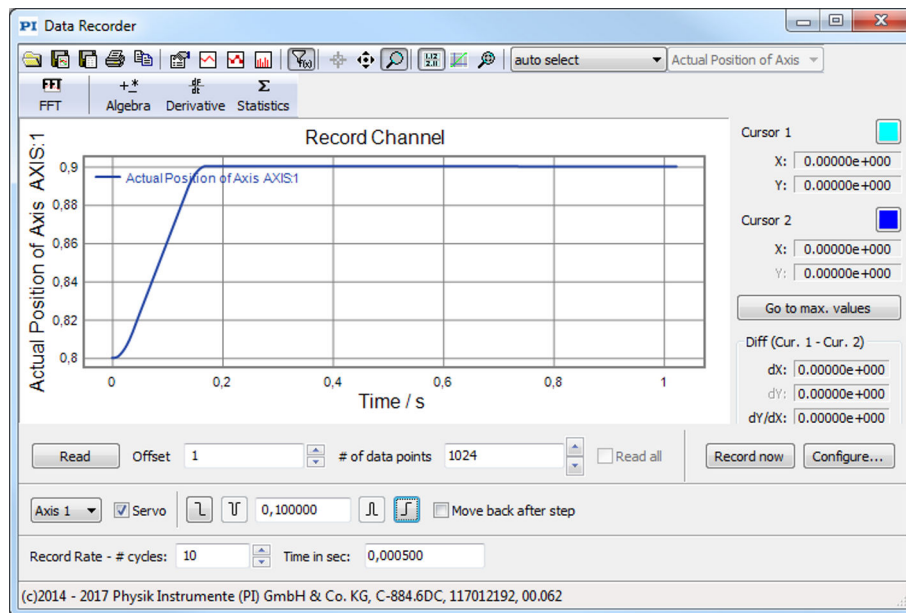 PI Data Recorder
auto select Actual Position of Axis
FFT +-* dF/dt Σ
FFT Algebra Derivative Statistics
Record Channel
Actual Position of Axis AXIS:1
Actual Position of Axis AXIS:1
0,9
0,88
0,86
0,84
0,82
0,8
0 0,2 0,4 0,6 0,8 1
Time / s
Cursor 1
X: 0.00000e+000
Y: 0.00000e+000
Cursor 2
X: 0.00000e+000
Y: 0.00000e+000
Go to max. values
Diff (Cur. 1 - Cur. 2)
dX: 0.00000e+000
dY: 0.00000e+000
dY/dX: 0.00000e+000
Read Offset 1 # of data points 1024 Read all Record now Configure...
Axis 1 Servo 0,100000 Move back after step
Record Rate - # cycles: 10 Time in sec: 0,000500
(c)2014 - 2017 Physik Instrumente (PI) GmbH & Co. KG, C-884.6DC, 117012192, 00.062